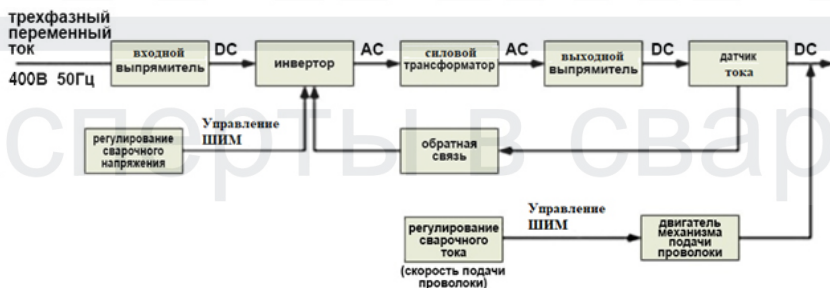 трехфазный
переменный
ток
400В 50Гц
входной
выпрямитель
DC
инвертор
AC
силовой
трансформатор
AC
выходной
выпрямитель
DC
датчик
тока
DC
регулирование
сварочного
напряжения
Управление
ШИМ
обратная
связь
регулирование
сварочного
тока
(скорость подачи
проволоки)
Управление
ШИМ
двигатель
механизма
подачи
проволоки
сперты в свар